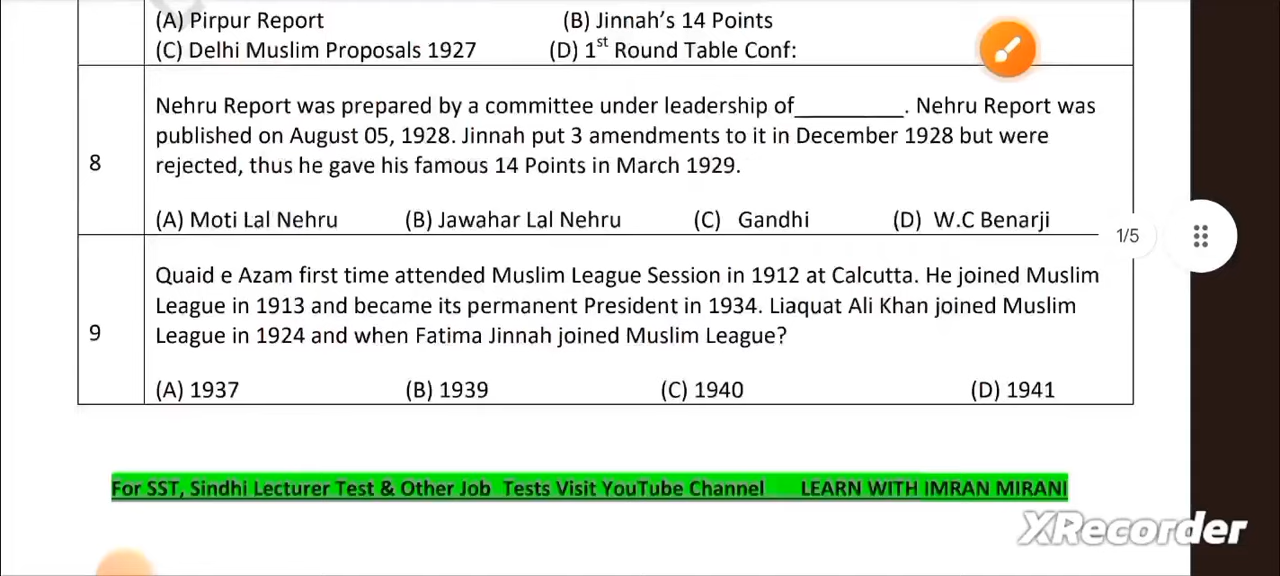 (A) Pirpur Report (B) Jinnah's 14 Points
(C) Delhi Muslim Proposals 1927 (D) 1st Round Table Conf:
8
Nehru Report was prepared by a committee under leadership of_________. Nehru Report was
published on August 05, 1928. Jinnah put 3 amendments to it in December 1928 but were
rejected, thus he gave his famous 14 Points in March 1929.
(A) Moti Lal Nehru (B) Jawahar Lal Nehru (C) Gandhi (D) W.C Benarji
1/5
9
Quaid e Azam first time attended Muslim League Session in 1912 at Calcutta. He joined Muslim
League in 1913 and became its permanent President in 1934. Liaquat Ali Khan joined Muslim
League in 1924 and when Fatima Jinnah joined Muslim League?
(A) 1937 (B) 1939 (C) 1940 (D) 1941
For SST, Sindhi Lecturer Test & Other Job Tests Visit YouTube Channel LEARN WITH IMRAN MIRANI
XRecorder